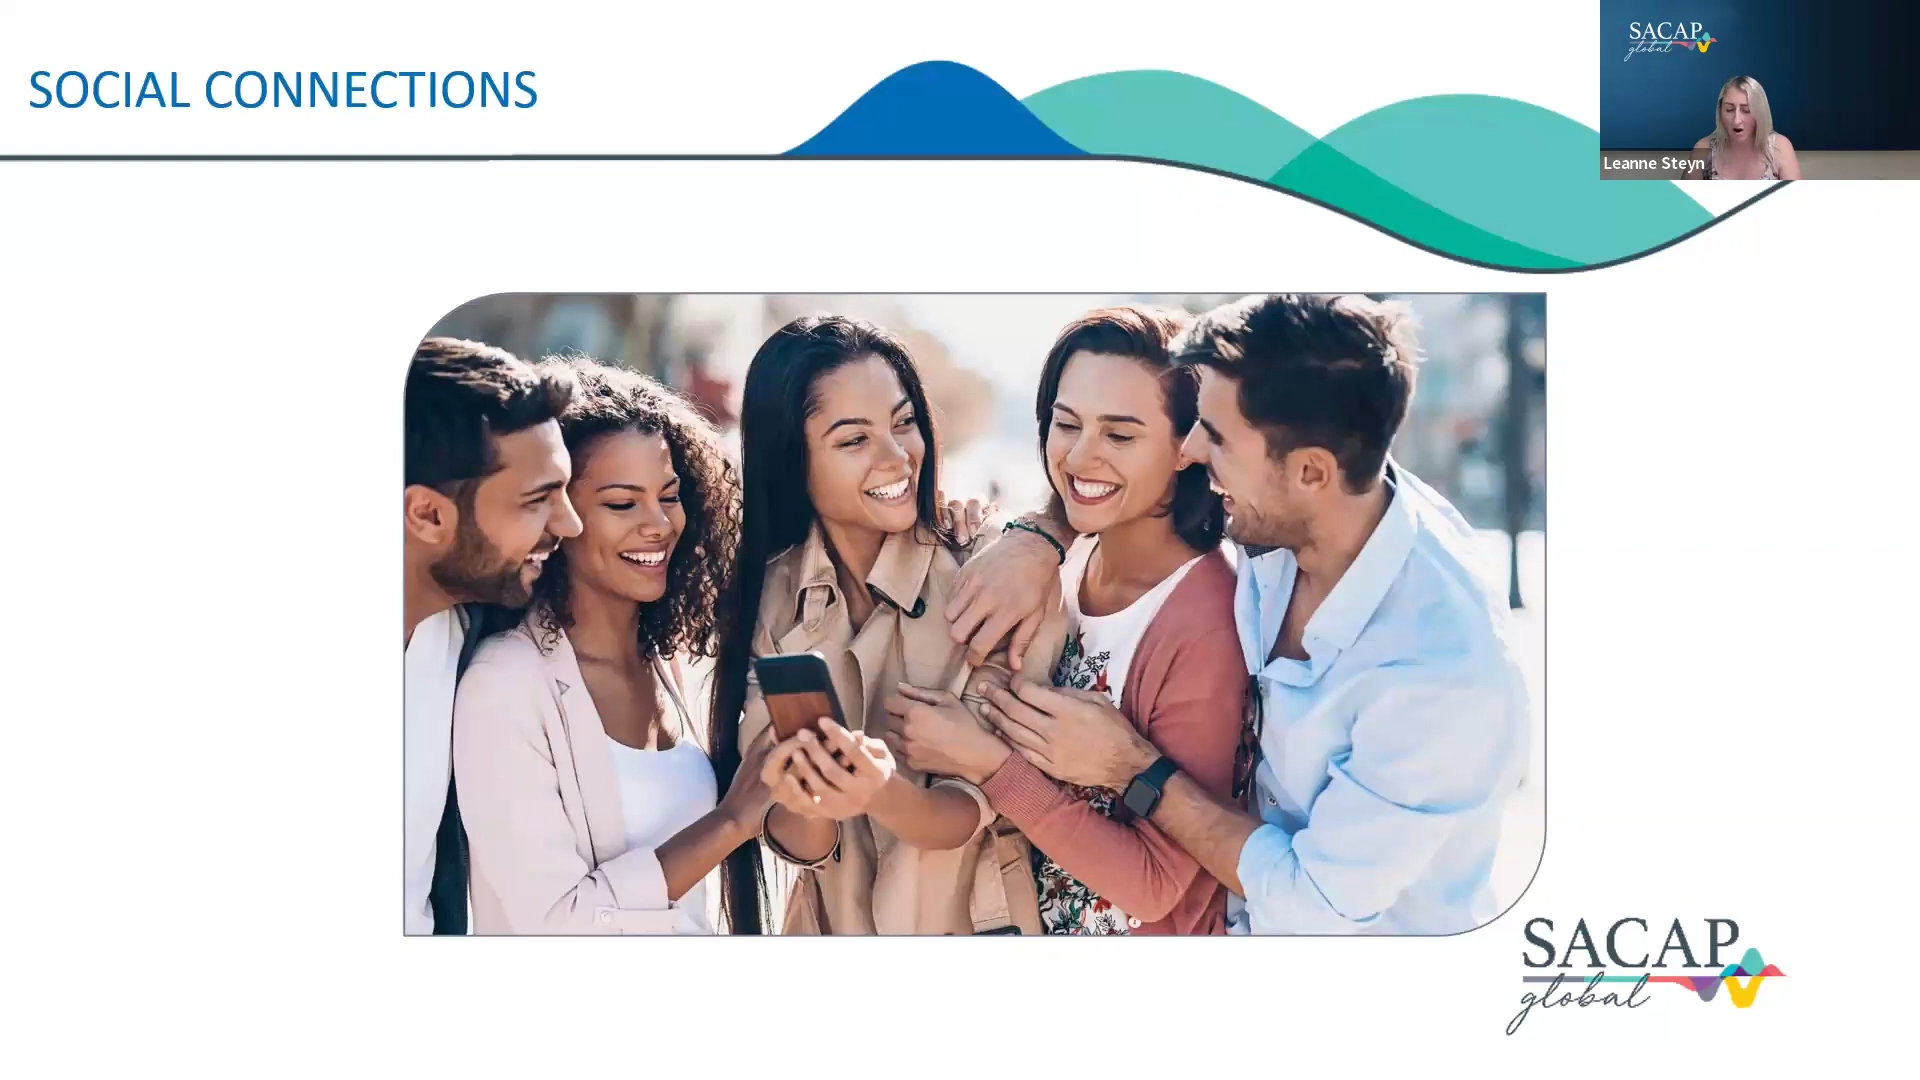 SOCIAL CONNECTIONS
SACAP
global
Leanne Steyn
SACAP
global